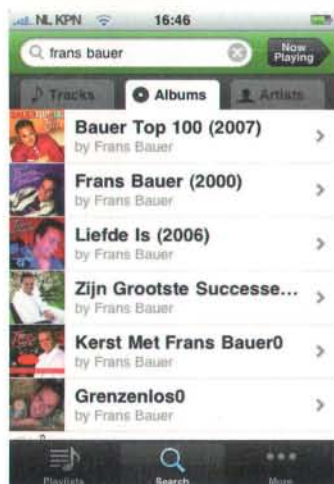 NL KPN 16:46
frans bauer
Now
Playing
Tracks Albums Artists
Bauer Top 100 (2007)
by Frans Bauer
Frans Bauer (2000)
by Frans Bauer
Liefde Is (2006)
by Frans Bauer
Zijn Grootste Successe...
by Frans Bauer
Kerst Met Frans Bauer0
by Frans Bauer
Grenzenlos0
by Frans Bauer
Playlists Search More